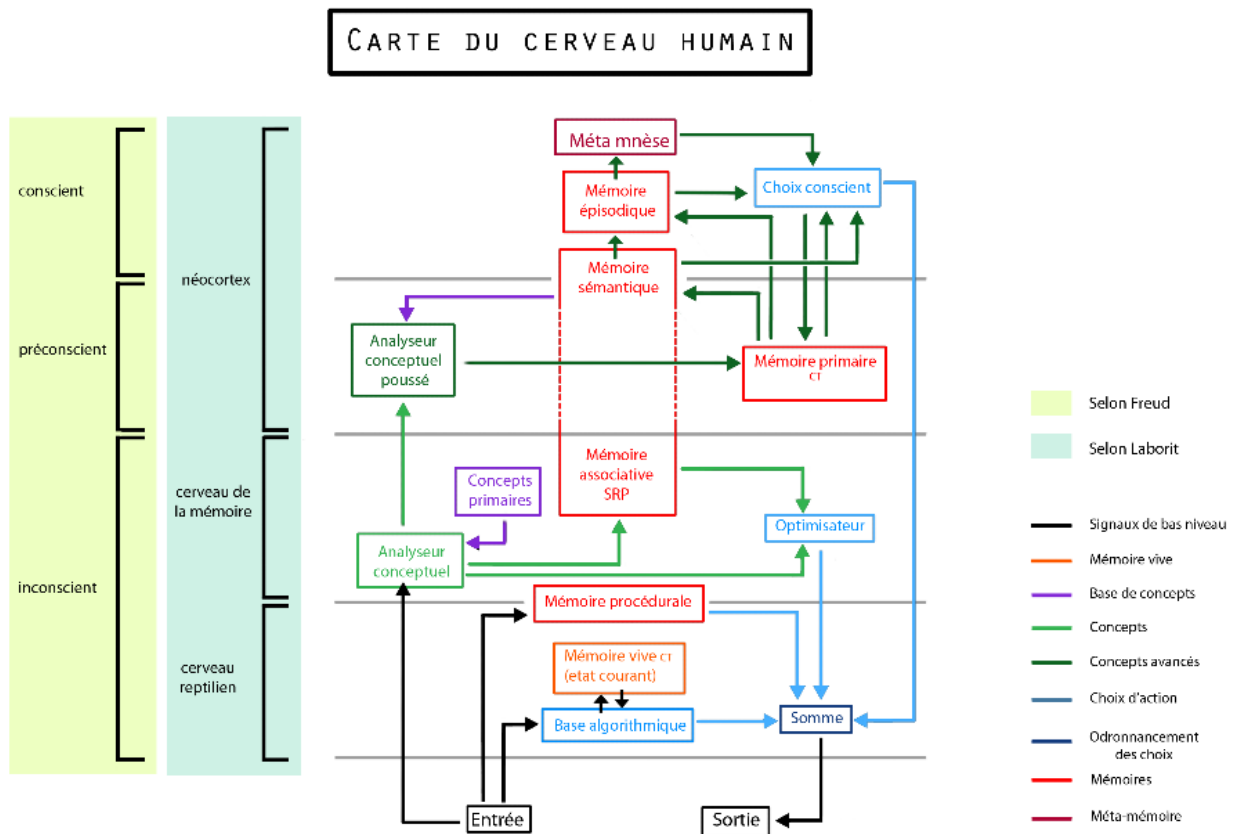 CARTE DU CERVEAU HUMAIN
conscient
préconscient
inconscient
néocortex
cerveau de
la mémoire
cerveau
reptilien
Méta mnèse
Mémoire
épisodique
Choix conscient
Mémoire
sémantique
Analyseur
conceptuel
poussé
Mémoire primaire
CT
Mémoire
associative
SRP
Concepts
primaires
Optimisateur
Analyseur
conceptuel
Mémoire procédurale
Mémoire vive CT
(etat courant)
Base algorithmique
Somme
Entrée
Sortie
Selon Freud
Selon Laborit
Signaux de bas niveau
Mémoire vive
Base de concepts
Concepts
Concepts avancés
Choix d'action
Odronnancement
des choix
Mémoires
Méta-mémoire